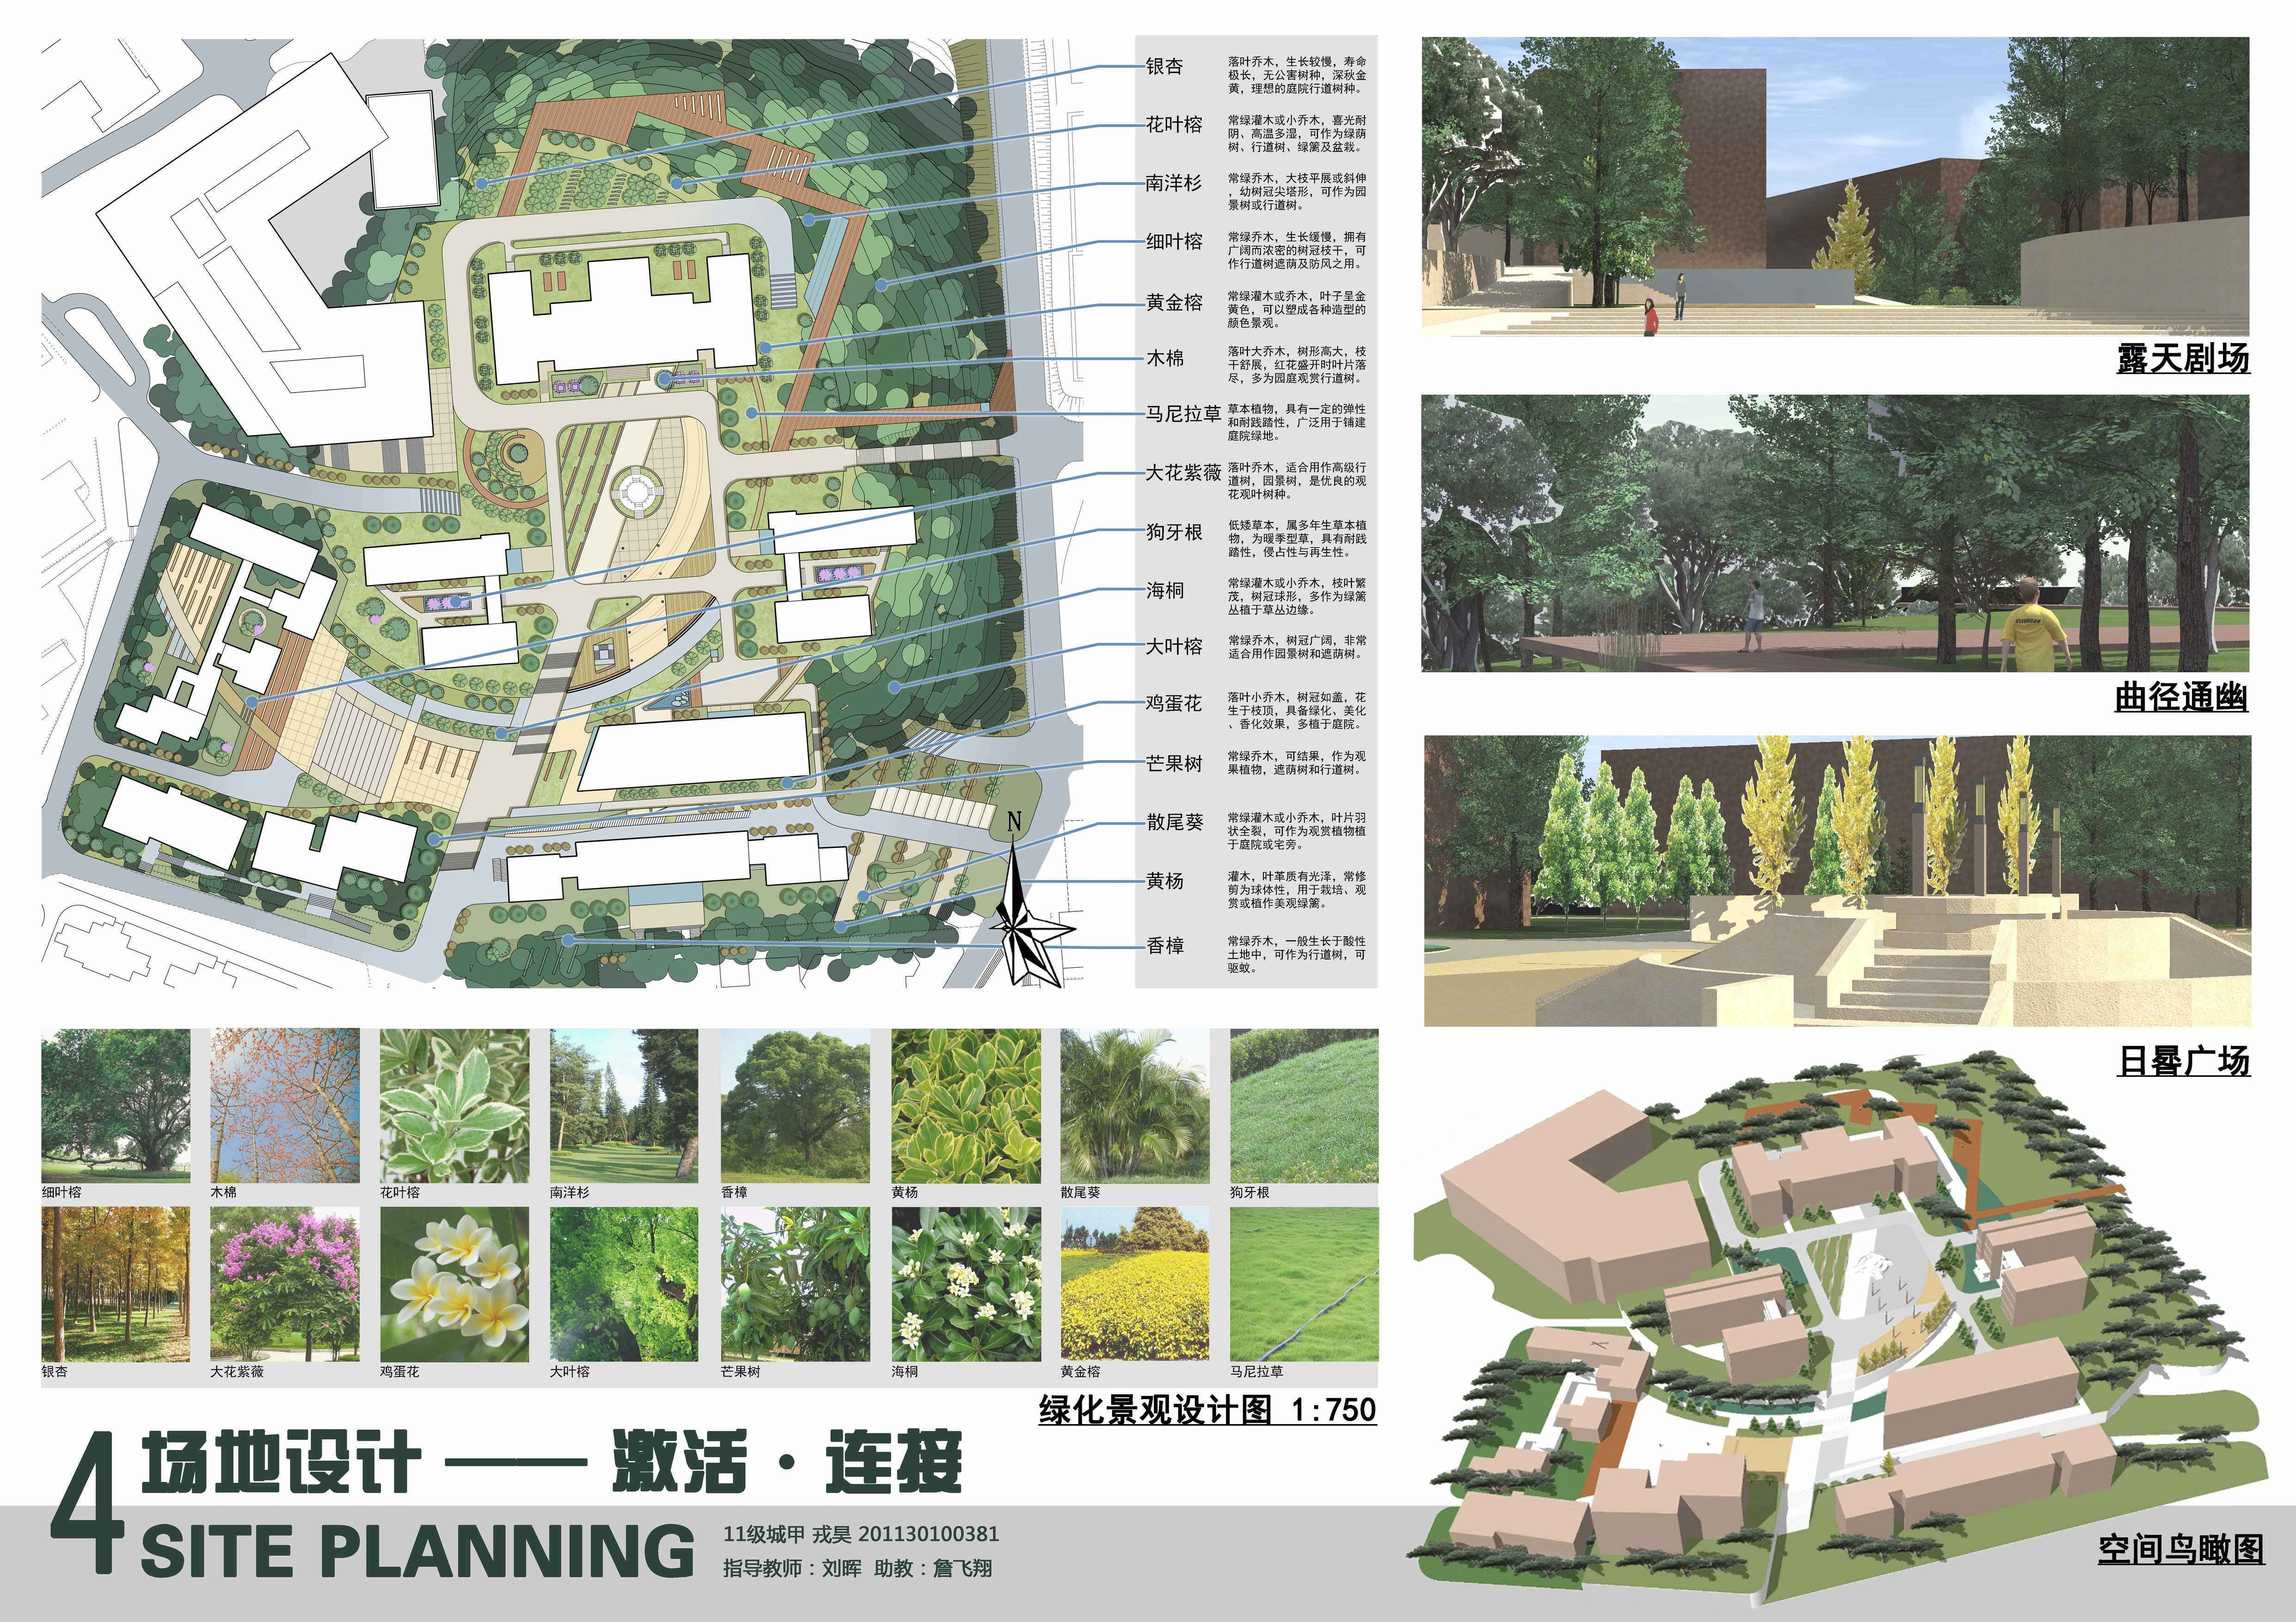 银杏
落叶乔木，生长较慢，寿命
极长，无公害树种，深秋金
黄，理想的庭院行道树种。
花叶榕
常绿灌木或小乔木，喜光耐
阴、高温多湿，可作为绿荫
树、行道树、绿篱及盆栽。
南洋杉
常绿乔木，大枝平展或斜伸
，幼树冠尖塔形，可作为园
景树或行道树。
细叶榕
常绿乔木，生长缓慢，拥有
广阔而浓密的树冠枝干，可
作行道树遮荫及防风之用。
黄金榕
常绿灌木或乔木，叶子呈金
黄色，可以塑成各种造型的
颜色景观。
木棉
落叶大乔木，树形高大，枝
干舒展，红花盛开时叶片落
尽，多为园庭观赏行道树。
马尼拉草
草本植物，具有一定的弹性
和耐践踏性，广泛用于铺建
庭院绿地。
大花紫薇
落叶乔木，适合用作高级行
道树，园景树，是优良的观
花观叶树种。
狗牙根
低矮草本，属多年生草本植
物，为暖季型草，具有耐践
踏性，侵占性与再生性。
海桐
常绿灌木或小乔木，枝叶繁
茂，树冠球形，多作为绿篱
丛植于草丛边缘。
大叶榕
常绿乔木，树冠广阔，非常
适合用作园景树和遮荫树。
鸡蛋花
落叶小乔木，树冠如盖，花
生于枝顶，具备绿化、美化
、香化效果，多植于庭院。
芒果树
常绿乔木，可结果，作为观
果植物，遮荫树和行道树。
散尾葵
常绿灌木或小乔木，叶片羽
状全裂，可作为观赏植物植
于庭院或宅旁。
黄杨
灌木，叶革质有光泽，常修
剪为球体性，用于栽培、观
赏或植作美观绿篱。
香樟
常绿乔木，一般生长于酸性
土地中，可作为行道树，可
驱蚊。
N
露天剧场
曲径通幽
日晷广场
空间鸟瞰图
细叶榕
木棉
花叶榕
南洋杉
香樟
黄杨
散尾葵
狗牙根
银杏
大花紫薇
鸡蛋花
大叶榕
芒果树
海桐
黄金榕
马尼拉草
绿化景观设计图 1:750
4
场地设计 —— 激活·连接
SITE PLANNING
11级城甲 戎昊 201130100381
指导教师：刘晖 助教：詹飞翔